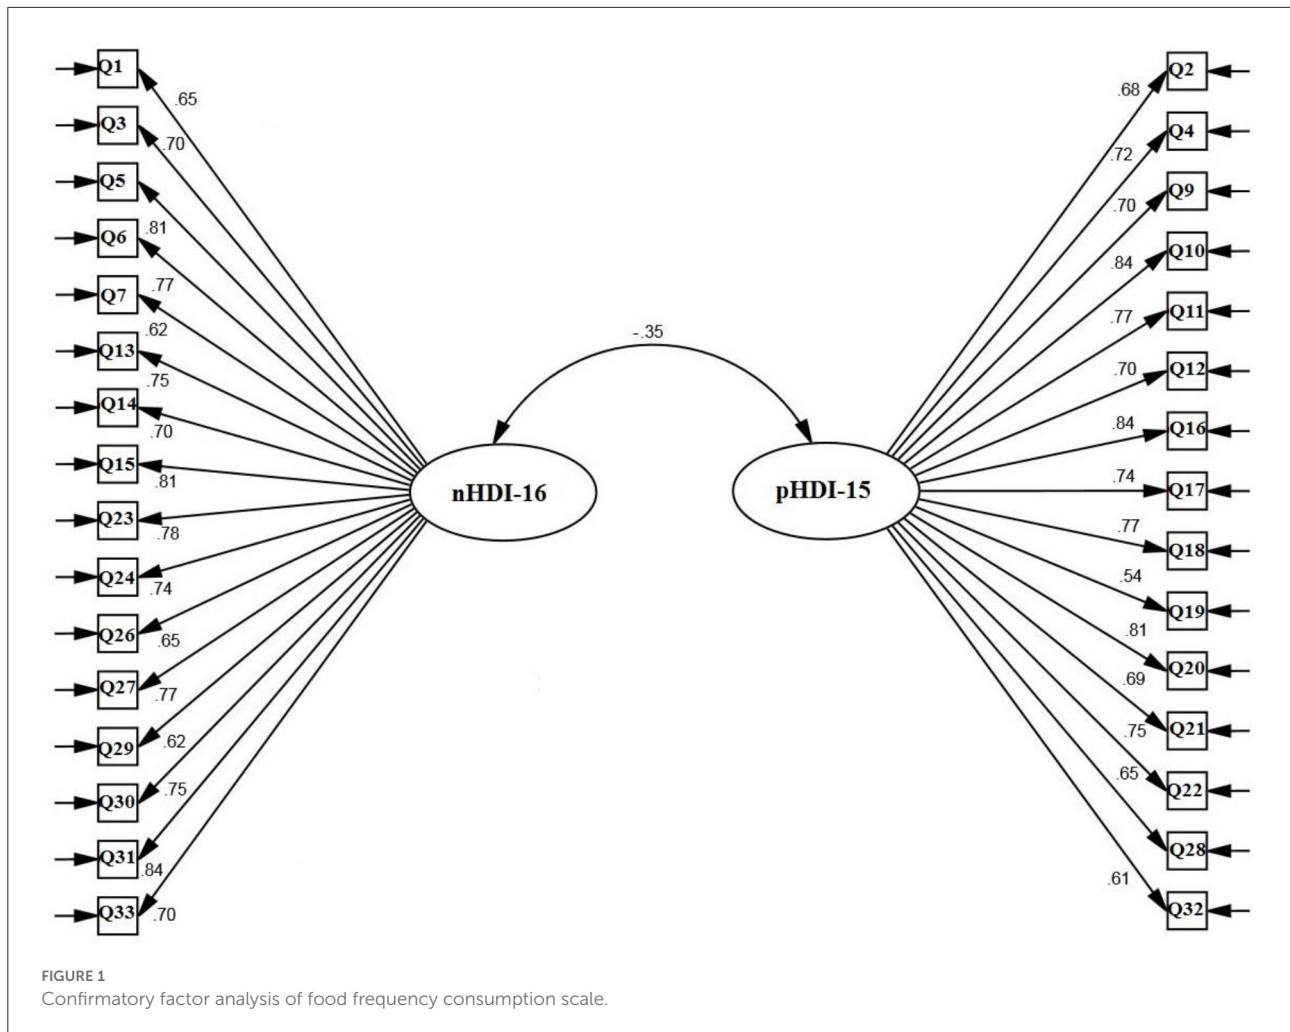 Q1
.65
Q3
.70
Q5
.81
Q6
.77
Q7
.62
Q13
.75
Q14
.70
Q15
.81
Q23
.78
Q24
.74
Q26
.65
Q27
.77
Q29
.62
Q30
.75
Q31
.84
Q33
.70
nHDI-16
-.35
pHDI-15
Q2
.68
Q4
.72
Q9
.70
Q10
.84
Q11
.77
Q12
.70
Q16
.84
Q17
.74
Q18
.77
Q19
.54
Q20
.81
Q21
.69
Q22
.75
Q28
.65
Q32
.61
FIGURE 1
Confirmatory factor analysis of food frequency consumption scale.